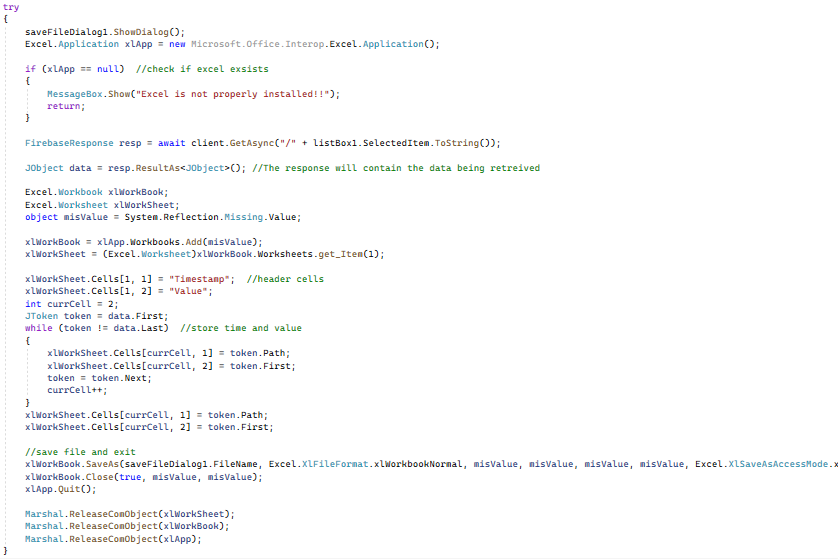 try
{
saveFileDialog1.ShowDialog();
Excel.Application xlApp = new Microsoft.Office.Interop.Excel.Application();
if (xlApp == null)  //check if excel exsists
{
MessageBox.Show("Excel is not properly installed!!");
return;
}
FirebaseResponse resp = await client.GetAsync("/" + listBox1.SelectedItem.ToString());
JObject data = resp.ResultAs<JObject>(); //The response will contain the data being retreived
Excel.Workbook xlWorkBook;
Excel.Worksheet xlWorkSheet;
object misValue = System.Reflection.Missing.Value;
xlWorkBook = xlApp.Workbooks.Add(misValue);
xlWorkSheet = (Excel.Worksheet)xlWorkBook.Worksheets.get_Item(1);
xlWorkSheet.Cells[1, 1] = "Timestamp";  //header cells
xlWorkSheet.Cells[1, 2] = "Value";
int currCell = 2;
JToken token = data.First;
while (token != data.Last)  //store time and value
{
xlWorkSheet.Cells[currCell, 1] = token.Path;
xlWorkSheet.Cells[currCell, 2] = token.First;
token = token.Next;
currCell++;
}
xlWorkSheet.Cells[currCell, 1] = token.Path;
xlWorkSheet.Cells[currCell, 2] = token.First;
//save file and exit
xlWorkBook.SaveAs(saveFileDialog1.FileName, Excel.XlFileFormat.xlWorkbookNormal, misValue, misValue, misValue, misValue, Excel.XlSaveAsAccessMode.x
xlWorkBook.Close(true, misValue, misValue);
xlApp.Quit();
Marshal.ReleaseComObject(xlWorkSheet);
Marshal.ReleaseComObject(xlWorkBook);
Marshal.ReleaseComObject(xlApp);
}